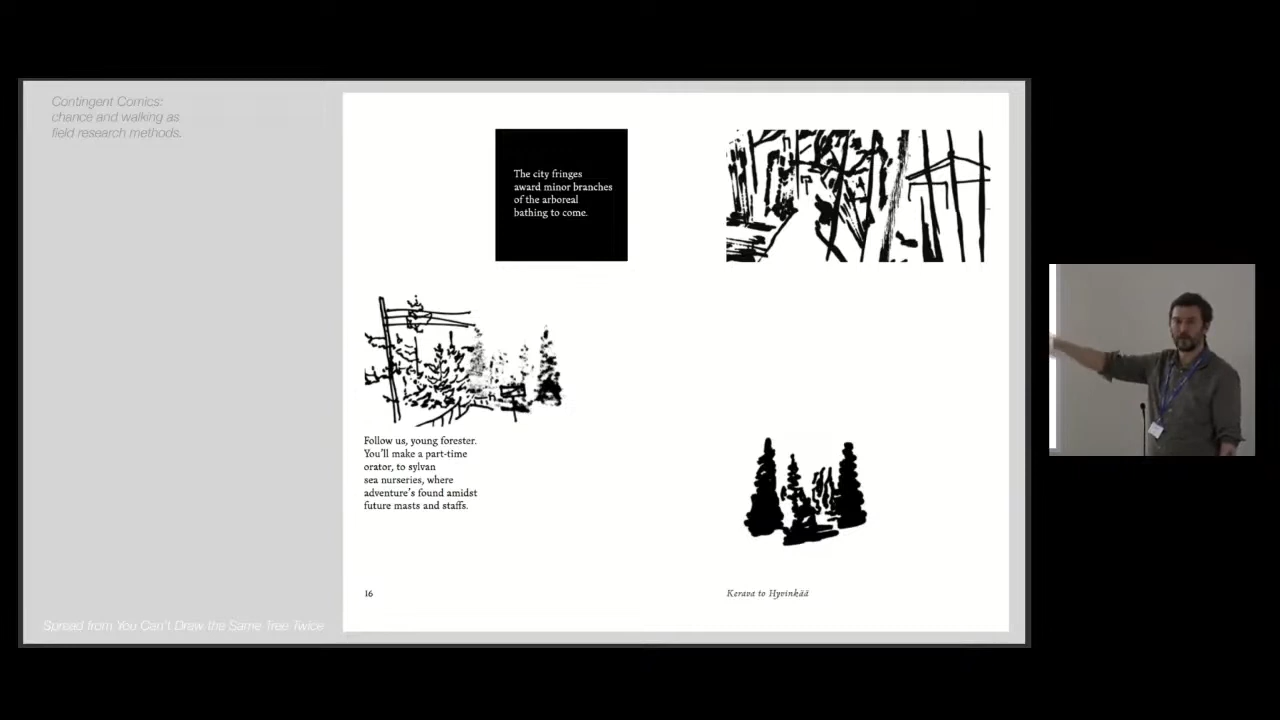 Contingent Comics:
chance and walking as
field research methods.
The city fringes
award minor branches
of the arboreal
bathing to come.
Follow us, young forester.
You'll make a part-time
orator, to sylvan
sea nurseries, where
adventure's found amidst
future masts and staffs.
16
Kerava to Hyvinkää
Spread from You Can't Draw the Same Tree Twice